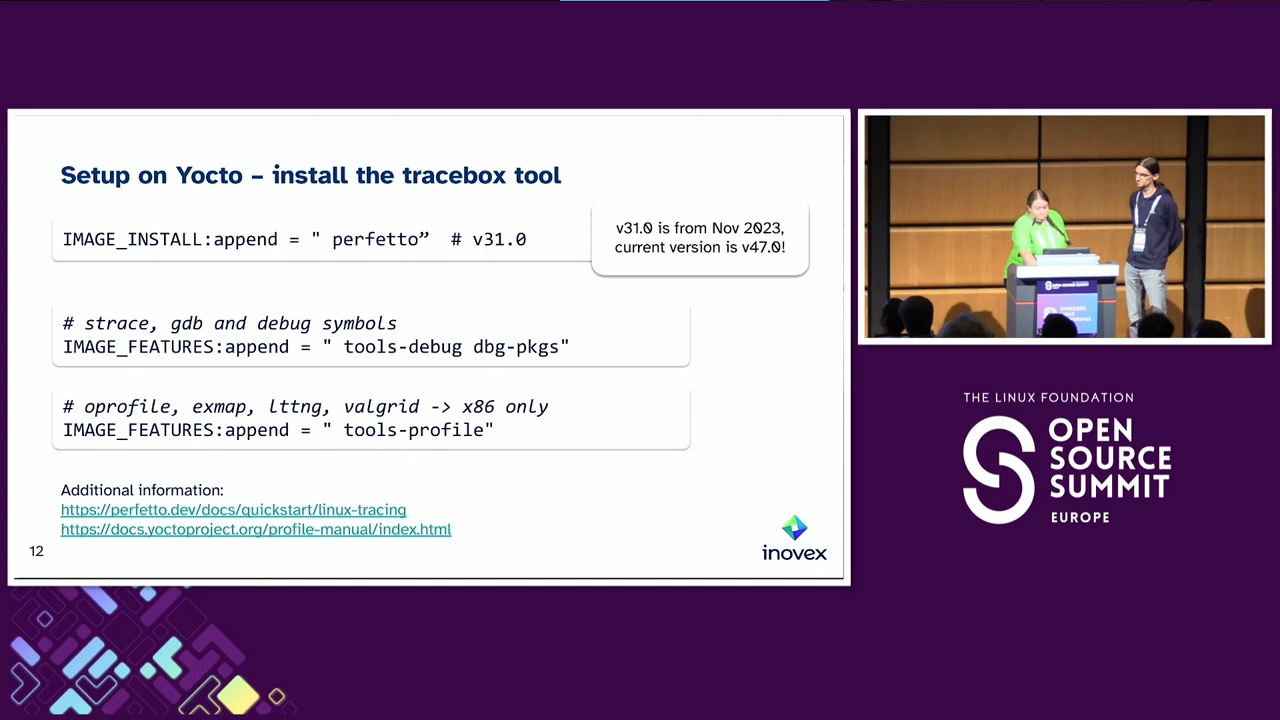 Setup on Yocto – install the tracebox tool
IMAGE_INSTALL:append = " perfetto” # v31.0
v31.0 is from Nov 2023,
current version is v47.0!
# strace, gdb and debug symbols
IMAGE_FEATURES:append = " tools-debug dbg-pkgs"
# oprofile, exmap, lttng, valgrid -> x86 only
IMAGE_FEATURES:append = " tools-profile"
Additional information:
https://perfetto.dev/docs/quickstart/linux-tracing
https://docs.yoctoproject.org/profile-manual/index.html
12
inovex
THE LINUX FOUNDATION
OPEN
SOURCE
SUMMIT
EUROPE